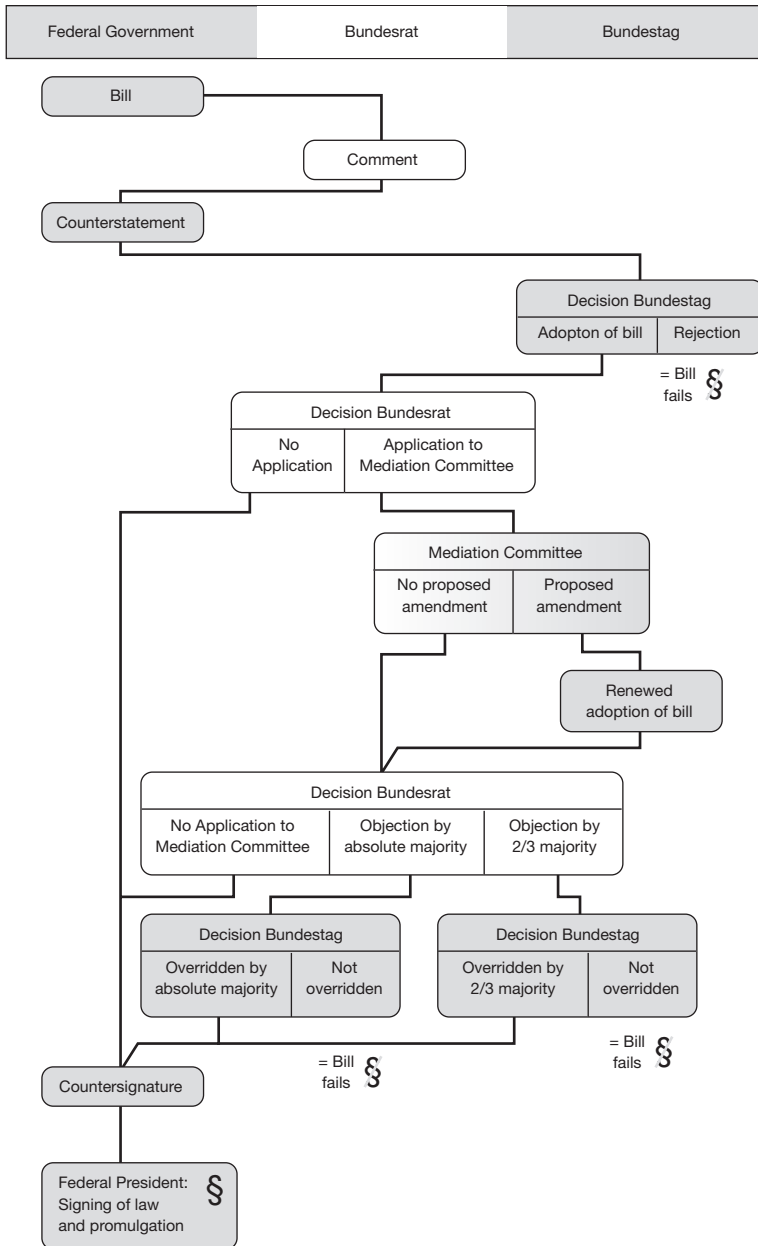 Federal Government
Bundesrat
Bundestag
Bill
Comment
Counterstatement
Decision Bundestag
Adopton of bill
Rejection
= Bill
fails
§
Decision Bundesrat
No
Application
Application to
Mediation Committee
Mediation Committee
No proposed
amendment
Proposed
amendment
Renewed
adoption of bill
Decision Bundesrat
No Application to
Mediation Committee
Objection by
absolute majority
Objection by
2/3 majority
Decision Bundestag
Overridden by
absolute majority
Not
overridden
Decision Bundestag
Overridden by
2/3 majority
Not
overridden
= Bill
fails
§
= Bill
fails
§
Countersignature
Federal President:
Signing of law
and promulgation
§